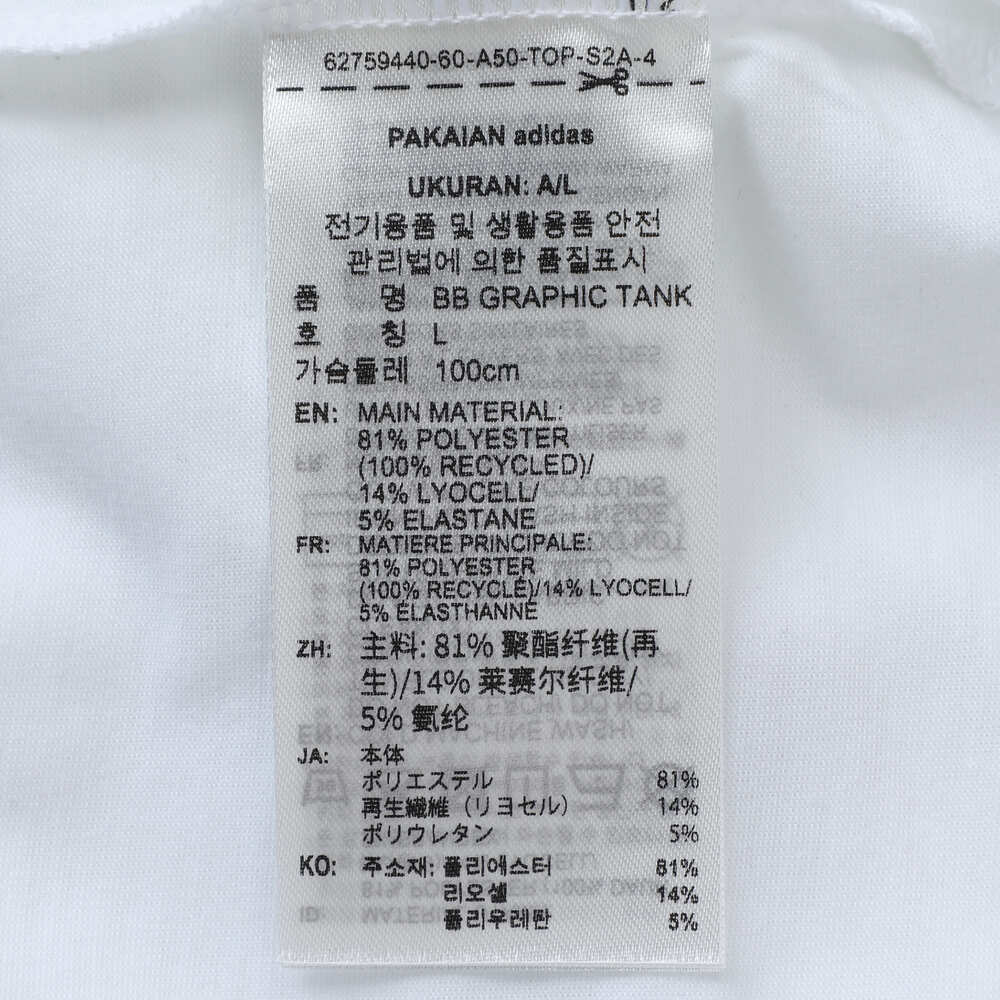 62759440-60-A50-TOP-S2A-4
PAKAIAN adidas
UKURAN: A/L
전기용품 및 생활용품 안전
관리법에 의한 품질표시
품 명 BB GRAPHIC TANK
호 칭 L
가슴둘레 100cm
EN: MAIN MATERIAL:
81% POLYESTER
(100% RECYCLED)/
14% LYOCELL/
5% ELASTANE
FR: MATIERE PRINCIPALE:
81% POLYESTER
(100% RECYCLÉ)/14% LYOCELL/
5% ÉLASTHANNE
ZH: 主料: 81% 聚酯纤维(再
生)/14% 莱赛尔纤维/
5% 氨纶
JA: 本体
ポリエステル 81%
再生繊維（リヨセル） 14%
ポリウレタン 5%
KO: 주소재: 폴리에스터 81%
리오셀 14%
폴리우레탄 5%